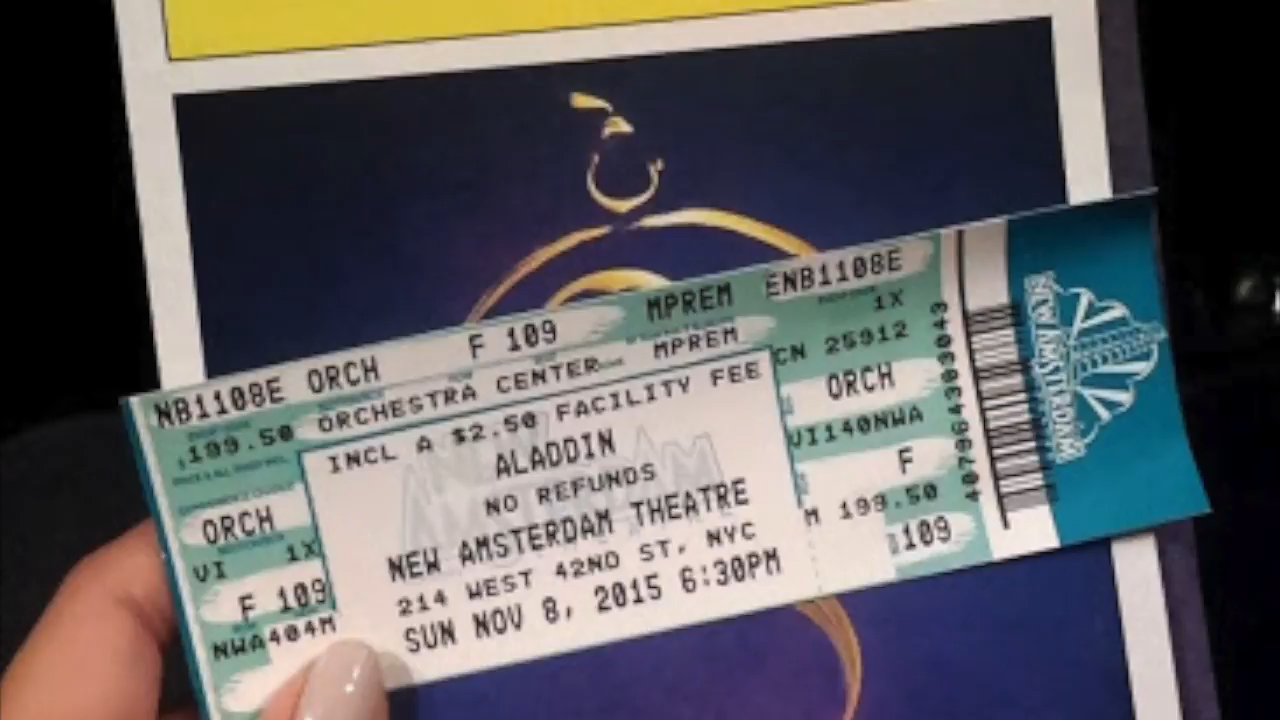 NB1108E ORCH F 109 MPREM ENB1108E
199.50 ORCHESTRA CENTER MPREM 1X
INCL A $2.50 FACILITY FEE CN 25912
ORCH ALADDIN ORCH
1X NO REFUNDS VI140NWA
VI NEW AMSTERDAM THEATRE F
F 109 214 WEST 42ND ST, NYC M 199.50
NWA404M SUN NOV 8, 2015 6:30PM 109
NEW AMSTERDAM